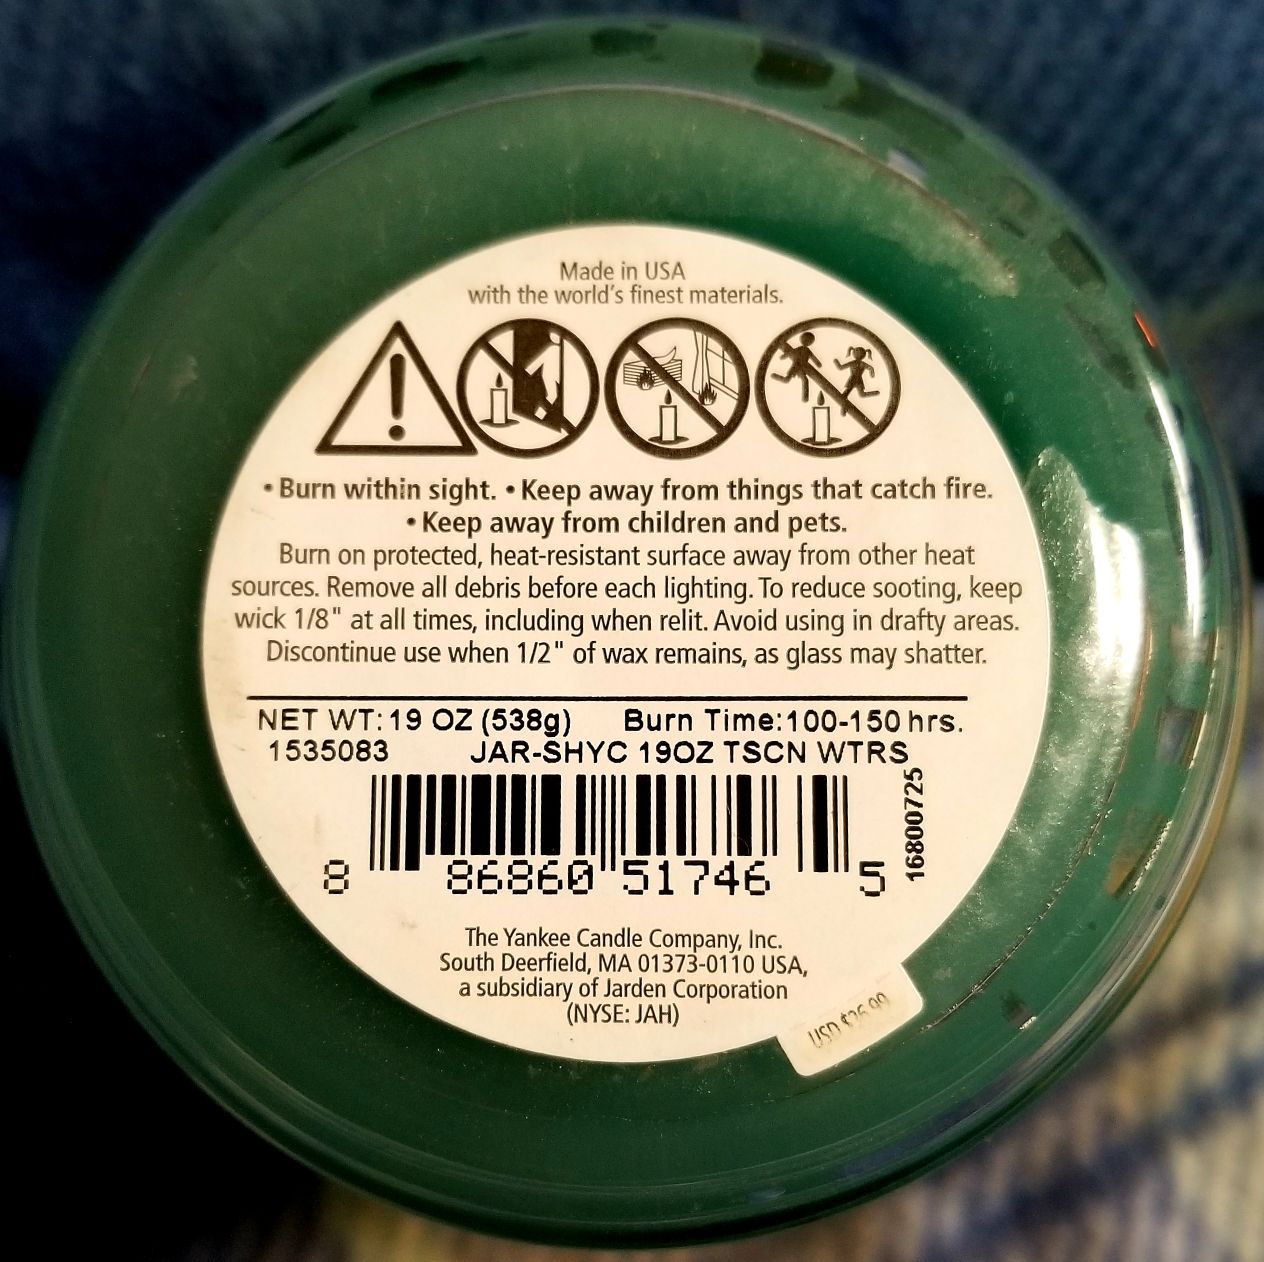 Made in USA
with the world's finest materials.
• Burn within sight. • Keep away from things that catch fire.
• Keep away from children and pets.
Burn on protected, heat-resistant surface away from other heat
sources. Remove all debris before each lighting. To reduce sooting, keep
wick 1/8" at all times, including when relit. Avoid using in drafty areas.
Discontinue use when 1/2" of wax remains, as glass may shatter.
NET WT: 19 OZ (538g) Burn Time: 100-150 hrs.
1535083 JAR-SHYC 19OZ TSCN WTRS
16800725
8 86860 51746 5
The Yankee Candle Company, Inc.
South Deerfield, MA 01373-0110 USA,
a subsidiary of Jarden Corporation
(NYSE: JAH)
USD $26.99